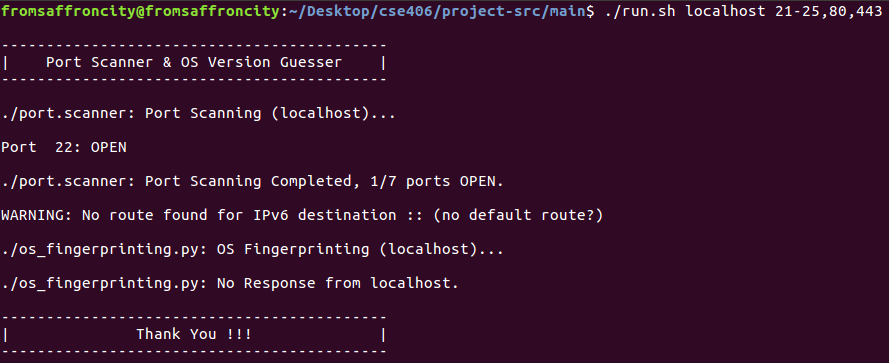 fromsaffroncity@fromsaffroncity:~/Desktop/cse406/project-src/main$ ./run.sh localhost 21-25,80,443
-------------------------------------------
|    Port Scanner & OS Version Guesser    |
-------------------------------------------
./port.scanner: Port Scanning (localhost)...
Port  22: OPEN
./port.scanner: Port Scanning Completed, 1/7 ports OPEN.
WARNING: No route found for IPv6 destination :: (no default route?)
./os_fingerprinting.py: OS Fingerprinting (localhost)...
./os_fingerprinting.py: No Response from localhost.
-------------------------------------------
|              Thank You !!!              |
-------------------------------------------